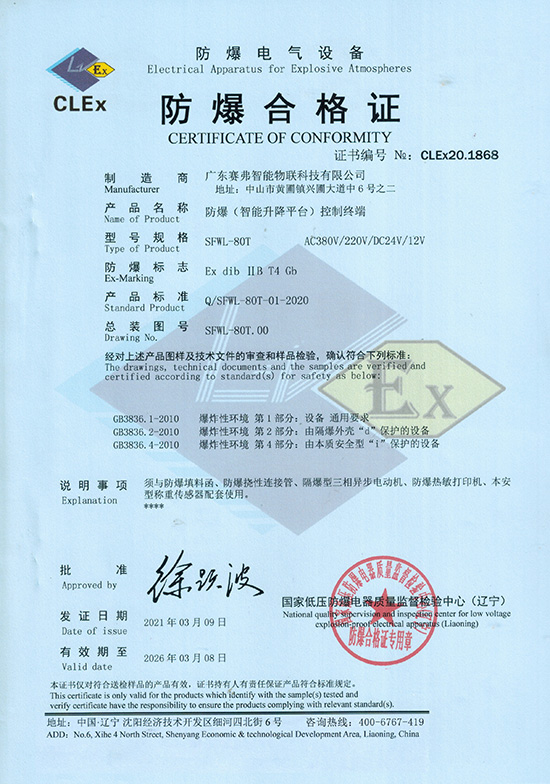 防爆电气设备
Electrical Apparatus for Explosive Atmospheres
Ex
CLEx
防爆合格证
CERTIFICATE OF CONFORMITY
证书编号 №: CLEx20.1868
制造商 广东赛弗智能物联科技有限公司
Manufacturer 地址：中山市黄圃镇兴圃大道中6号之二
产品名称 防爆（智能升降平台）控制终端
Name of Product
型号规格 SFWL-80T AC380V/220V/DC24V/12V
Type of Product
防爆标志 Ex dib ⅡB T4 Gb
Ex-Marking
产品标准 Q/SFWL-80T-01-2020
Standard Product
总装图号 SFWL-80T.00
Drawing No.
经对上述产品图样及技术文件的审查和样品检验，确认符合下列标准：
The drawings, technical documents and the samples are verified and
certified according to standard(s) for safety as below:
Ex
GB3836.1-2010 爆炸性环境 第1部分：设备 通用要求
GB3836.2-2010 爆炸性环境 第2部分：由隔爆外壳“d”保护的设备
GB3836.4-2010 爆炸性环境 第4部分：由本质安全型“i”保护的设备
说明事项 须与防爆填料函、防爆挠性连接管、隔爆型三相异步电动机、防爆热敏打印机、本安
Explanation 型称重传感器配套使用。
****
批准
Approved by
徐跃波
国家低压防爆电器质量监督检验中心（辽宁）
National quality supervision and inspection center for low voltage
explosion-proof electrical apparatus (Liaoning)
防爆合格证专用章
发证日期 2021年03月09日
Date of issue
有效期至 2026年03月08日
Valid date
本证书仅对符合送检样品的产品有效，证书持有人有责任保证产品符合标准规定。
This certificate is only valid for the products which identify with the sample(s) tested and
verify certificate have the responsibility to ensure the products complying with relevant standard(s).
地址：中国·辽宁 沈阳经济技术开发区细河四北街6号 咨询热线：400-6767-419
ADD: No.6, Xihe 4 North Street, Shenyang Economic & technological Development Area, Liaoning, China